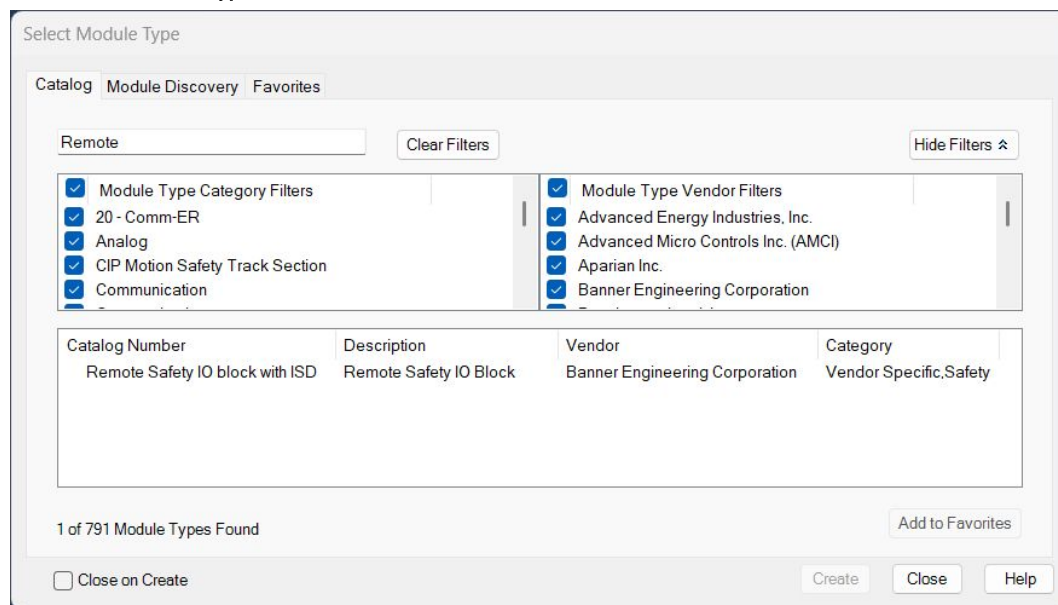 Select Module Type
Catalog Module Discovery Favorites
Remote Clear Filters Hide Filters
Module Type Category Filters
20 - Comm-ER
Analog
CIP Motion Safety Track Section
Communication
Module Type Vendor Filters
Advanced Energy Industries, Inc.
Advanced Micro Controls Inc. (AMCI)
Aparian Inc.
Banner Engineering Corporation
Catalog Number Description Vendor Category
Remote Safety IO block with ISD Remote Safety IO Block Banner Engineering Corporation Vendor Specific,Safety
1 of 791 Module Types Found Add to Favorites
Close on Create Create Close Help